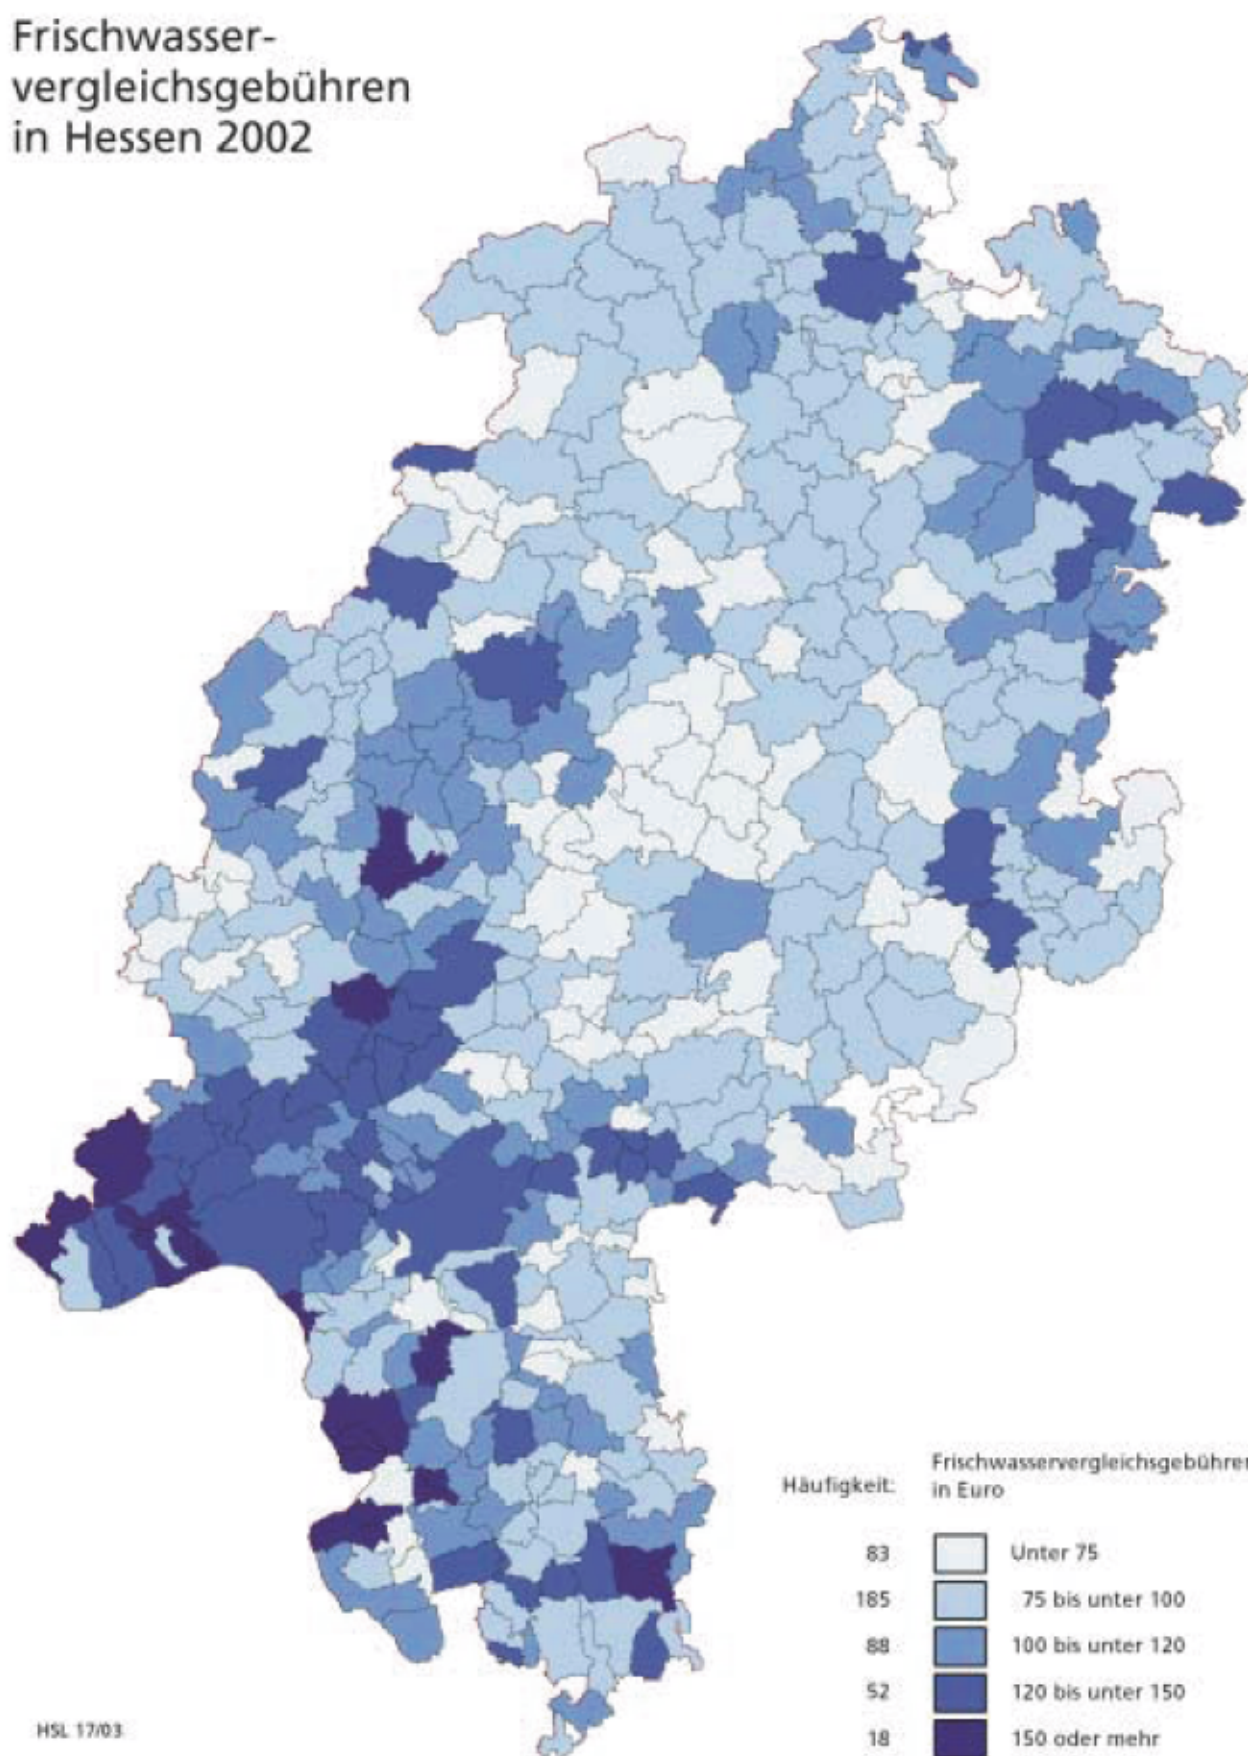 Frischwasser-
vergleichsgebühren
in Hessen 2002
Häufigkeit:
Frischwasservergleichsgebühren
in Euro
83 Unter 75
185 75 bis unter 100
88 100 bis unter 120
52 120 bis unter 150
18 150 oder mehr
HSL 17/03